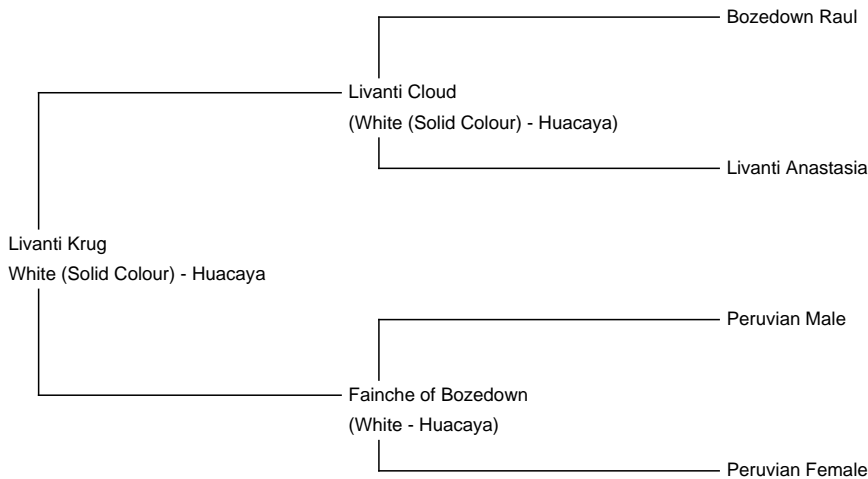 Bozedown Raul
Livanti Cloud
(White (Solid Colour) - Huacaya)
Livanti Anastasia
Livanti Krug
White (Solid Colour) - Huacaya
Peruvian Male
Fainche of Bozedown
(White - Huacaya)
Peruvian Female